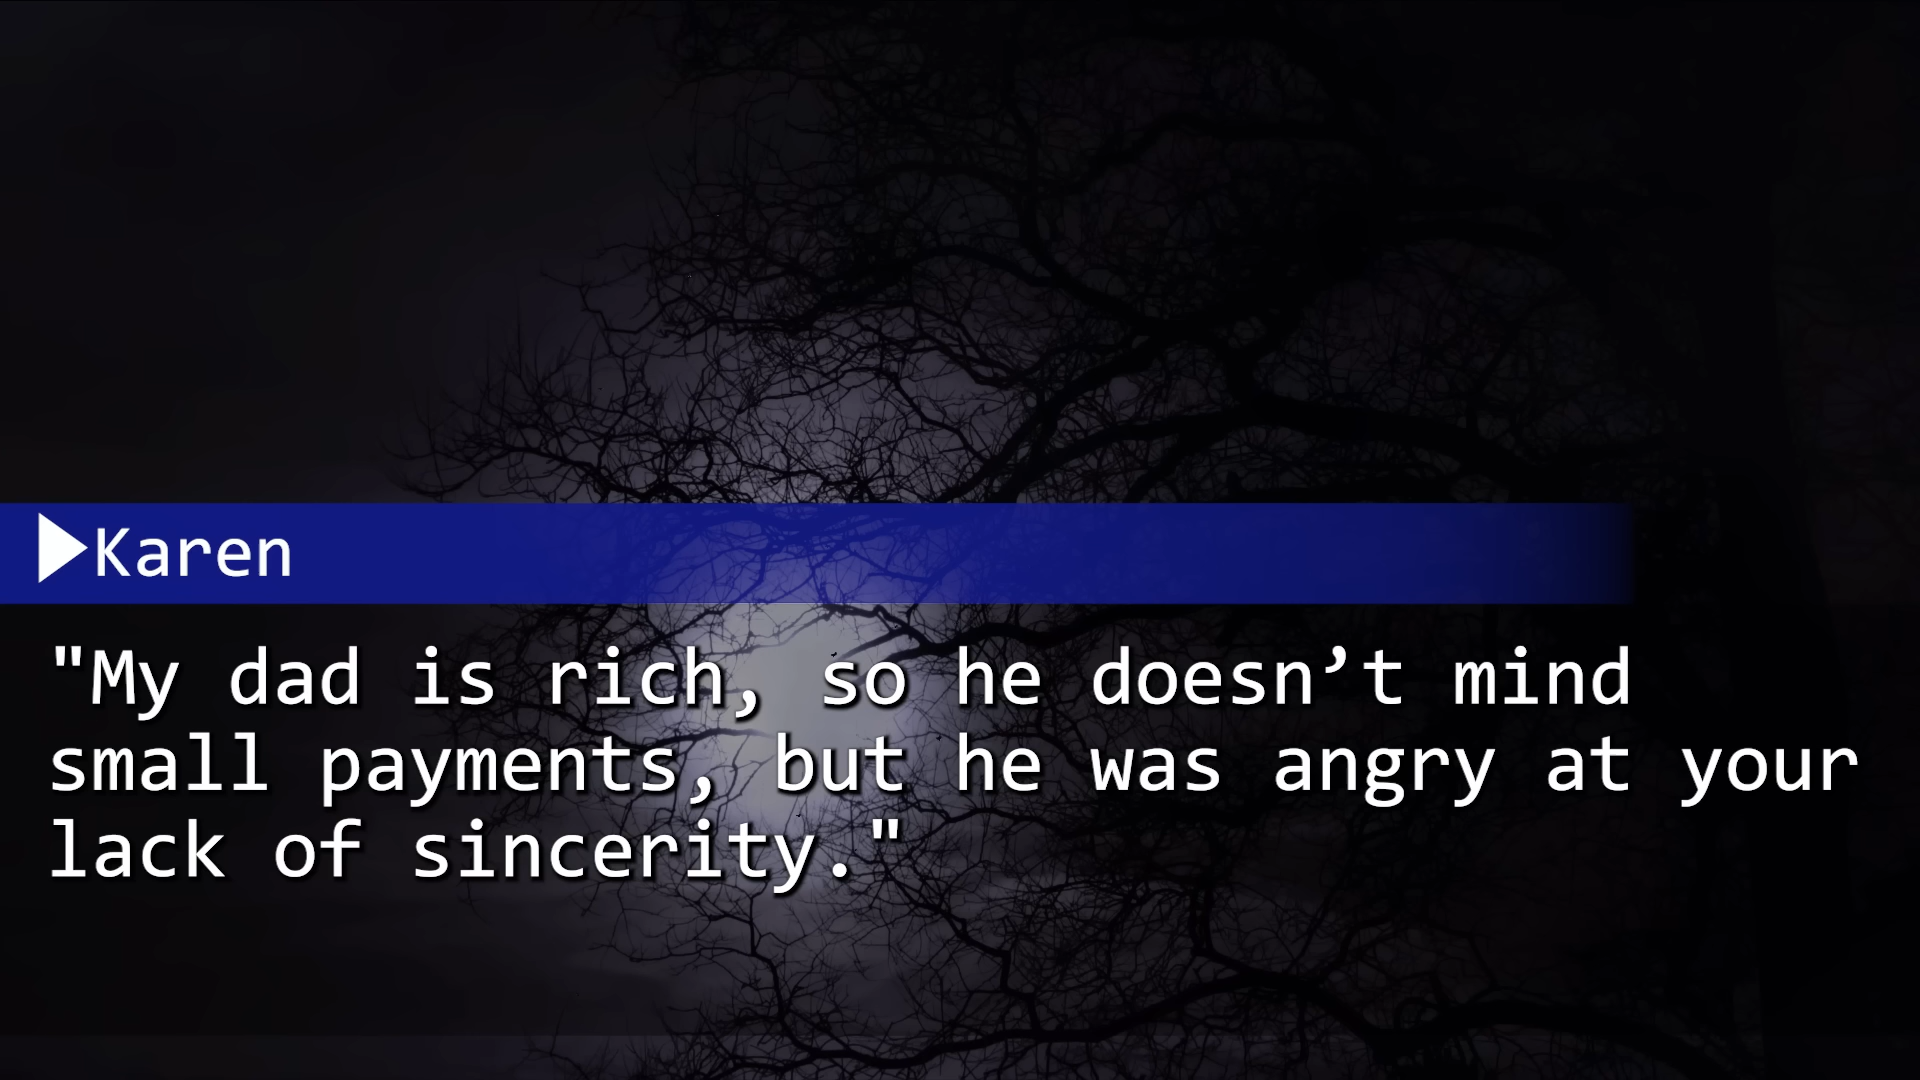 ▶Karen
"My dad is rich, so he doesn’t mind
small payments, but he was angry at your
lack of sincerity."